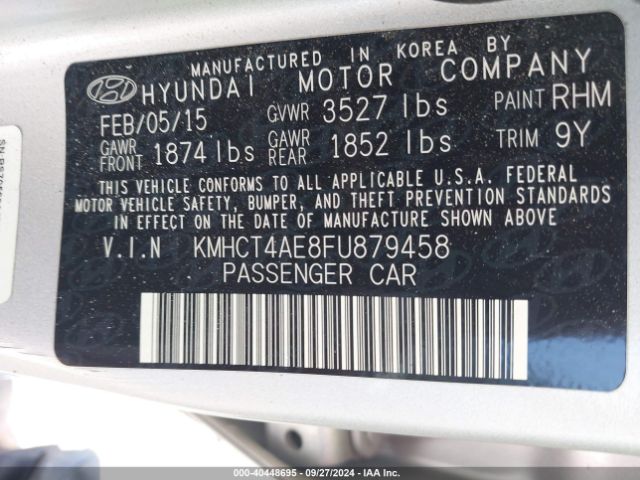 MANUFACTURED IN KOREA BY
HYUNDAI MOTOR COMPANY
FEB/05/15 GVWR 3527 lbs PAINT RHM
GAWR FRONT 1874 lbs GAWR REAR 1852 lbs TRIM 9Y
THIS VEHICLE CONFORMS TO ALL APPLICABLE U.S.A. FEDERAL
MOTOR VEHICLE SAFETY, BUMPER, AND THEFT PREVENTION STANDARDS
IN EFFECT ON THE DATE OF MANUFACTURE SHOWN ABOVE
V.I.N KMHCT4AE8FU879458
PASSENGER CAR
40448695 - 09/27/2024 - IAA Inc.